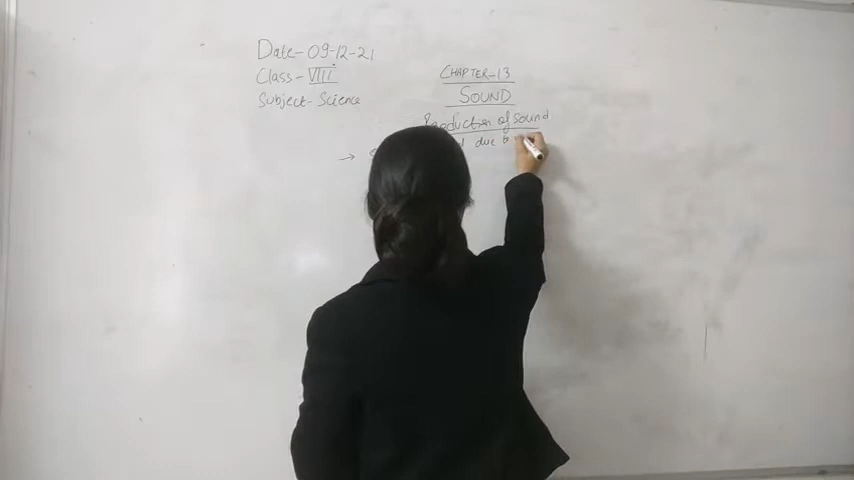 Date- 09-12-21
Class- VIII
Subject- Science
CHAPTER-13
SOUND
Production of sound
→ due